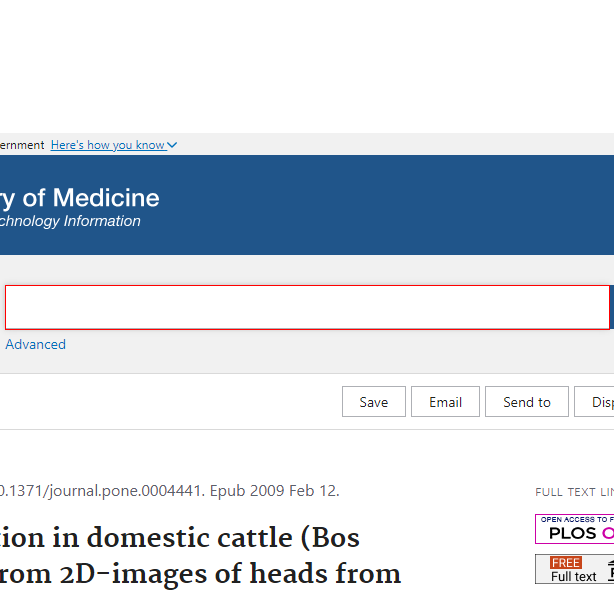 ernment Here's how you know
ry of Medicine
chnology Information
Advanced
Save Email Send to Disp
0.1371/journal.pone.0004441. Epub 2009 Feb 12.
FULL TEXT LIN
tion in domestic cattle (Bos
OPEN ACCESS TO F
PLOS O
rom 2D-images of heads from
FREE
Full text